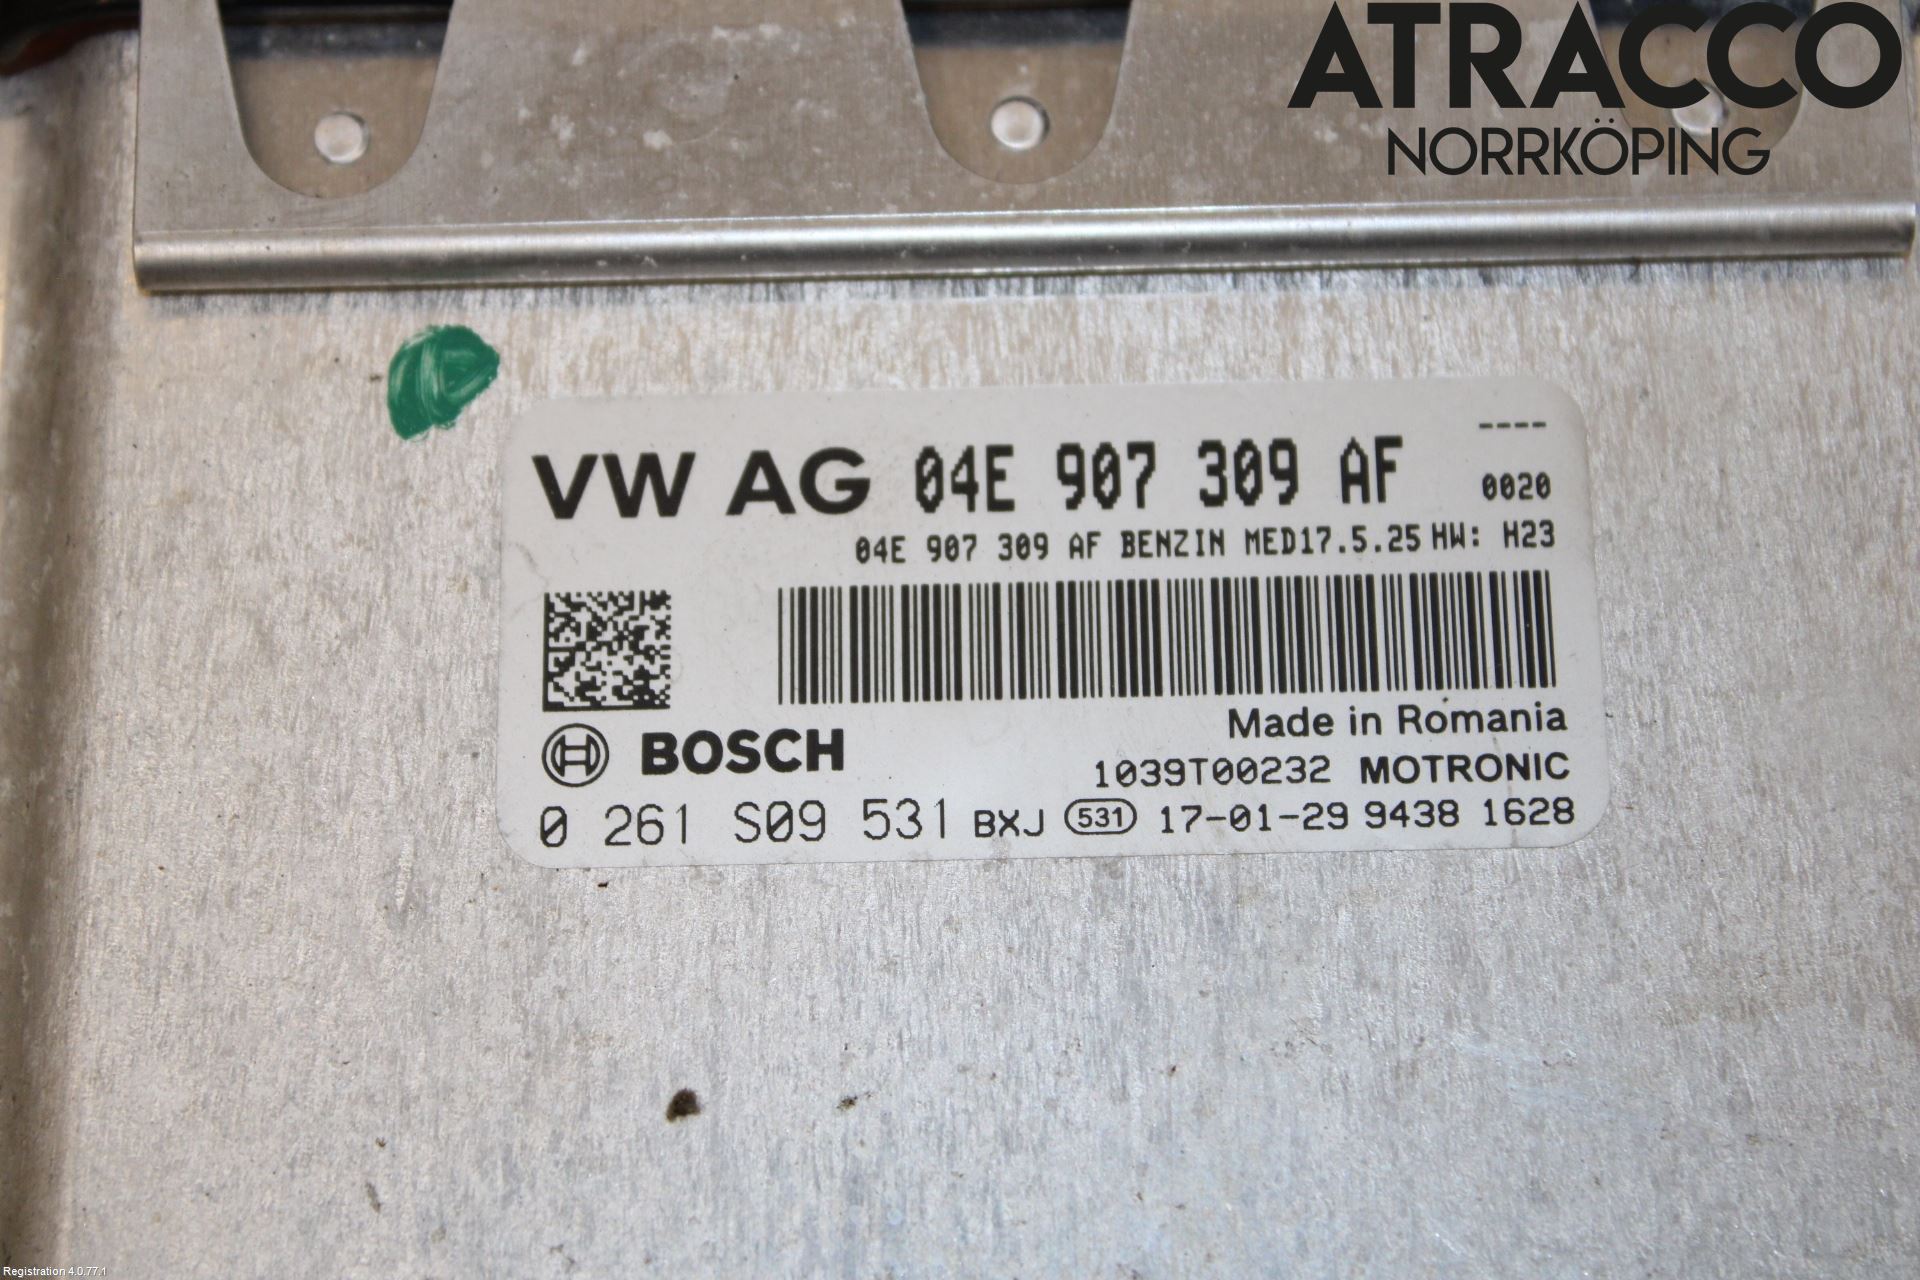 ATRACCO
NORRKÖPING
----
VW AG 04E 907 309 AF 0020
04E 907 309 AF BENZIN MED17.5.25 HW: H23
Made in Romania
BOSCH
1039T00232 MOTRONIC
0 261 S09 531 BXJ 531 17-01-29 9438 1628
Registration 4.0.77.1